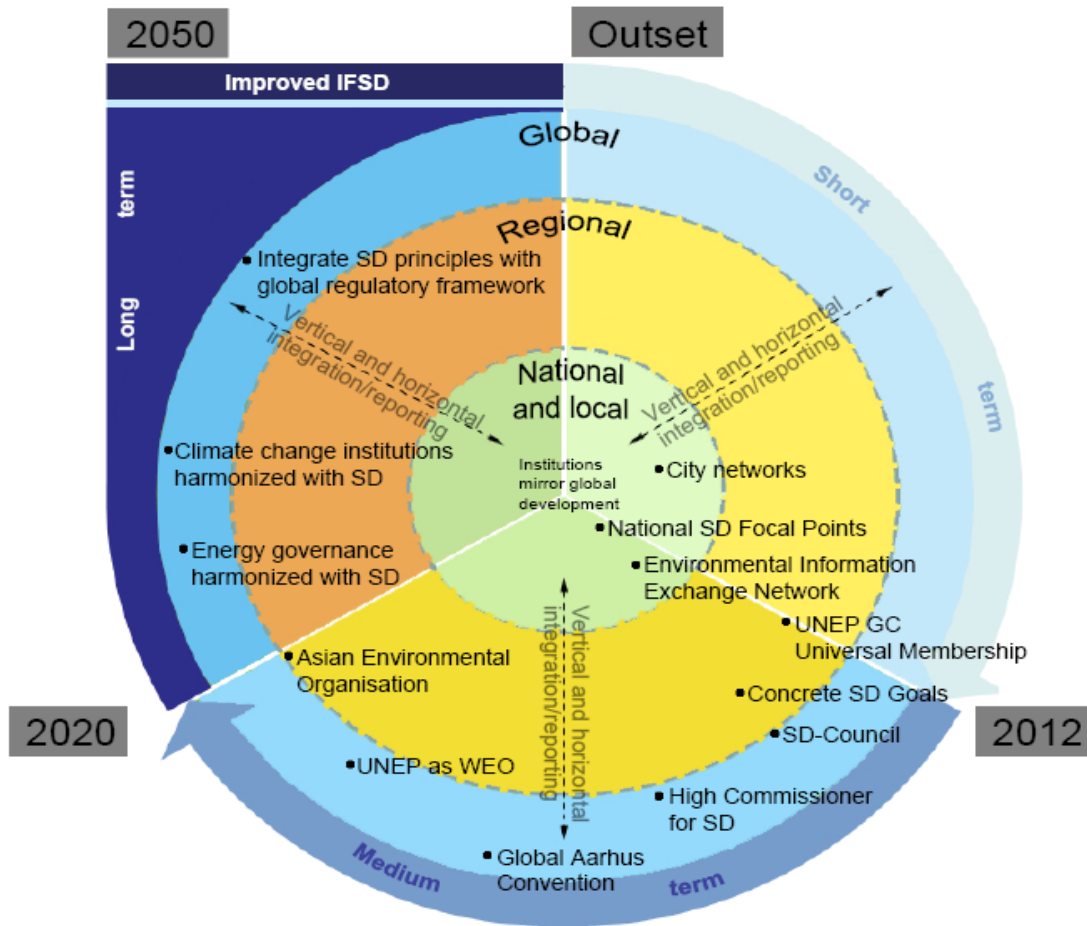 2050
Outset
Improved IFSD
Global
Short
term
Long term
Regional
Integrate SD principles with
global regulatory framework
Vertical and horizontal
integration/reporting
Vertical and horizontal
integration/reporting
National
and local
Climate change institutions
harmonized with SD
Institutions
mirror global
development
City networks
National SD Focal Points
Energy governance
harmonized with SD
Environmental Information
Exchange Network
Vertical and horizontal
integration/reporting
UNEP GC
Universal Membership
Asian Environmental
Organisation
Concrete SD Goals
2020
2012
SD-Council
UNEP as WEO
High Commissioner
for SD
Global Aarhus
Convention
Medium
term